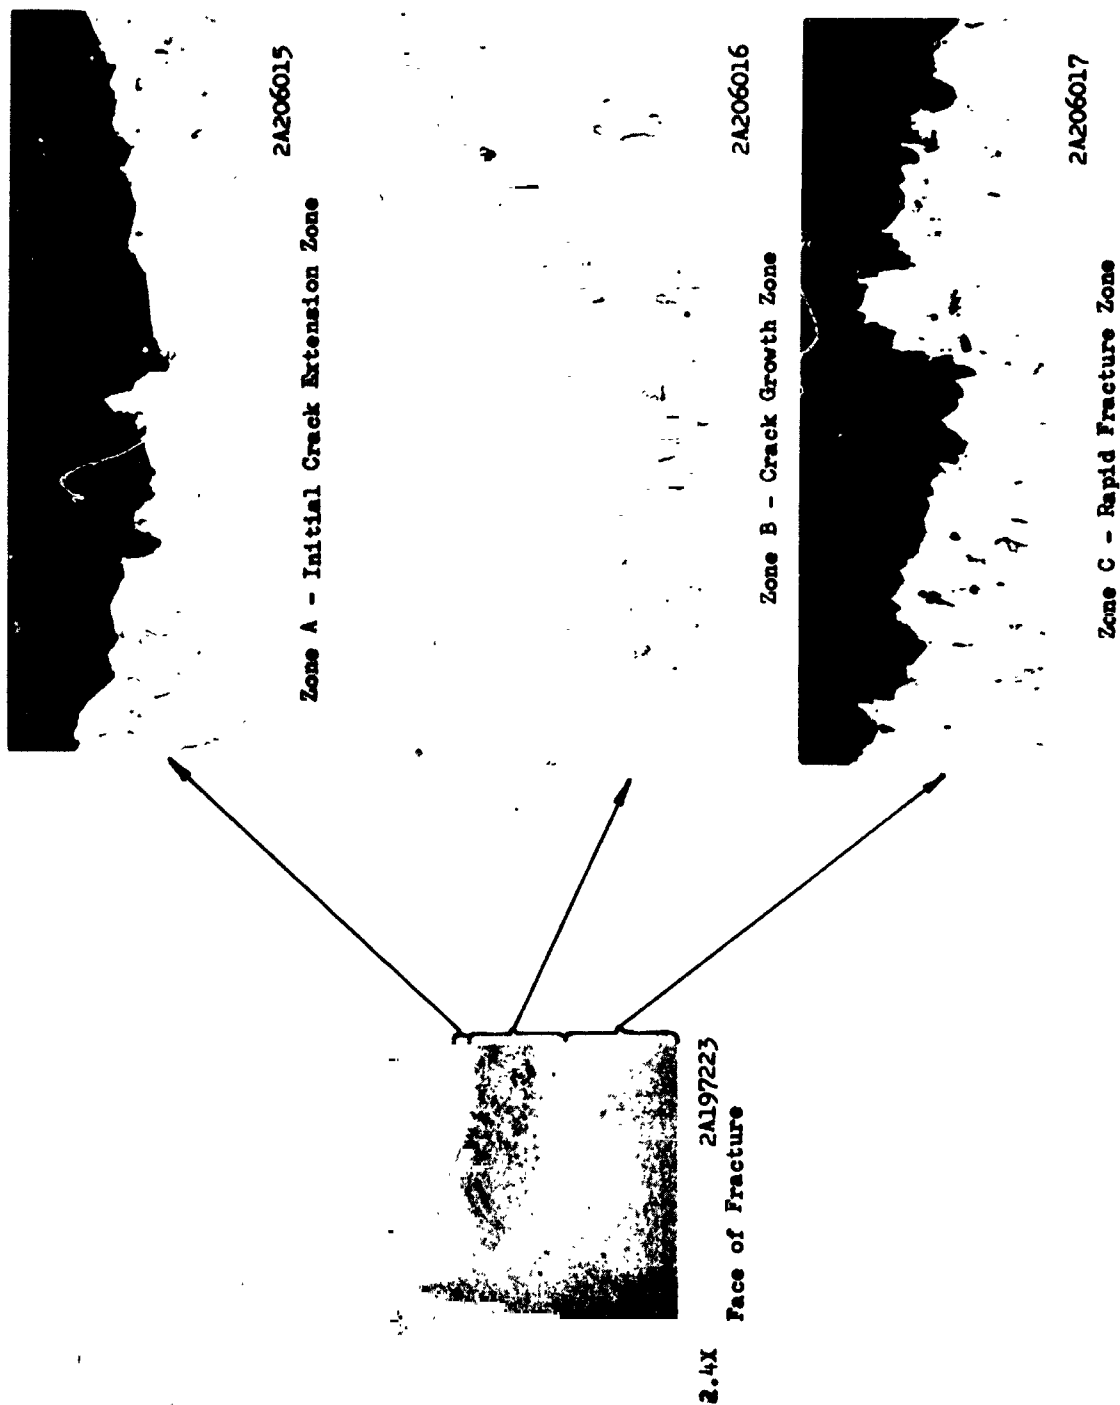 2A206015
Zone A - Initial Crack Extension Zone
2A206016
Zone B - Crack Growth Zone
2A206017
Zone C - Rapid Fracture Zone
2.4X 2A197223
Face of Fracture